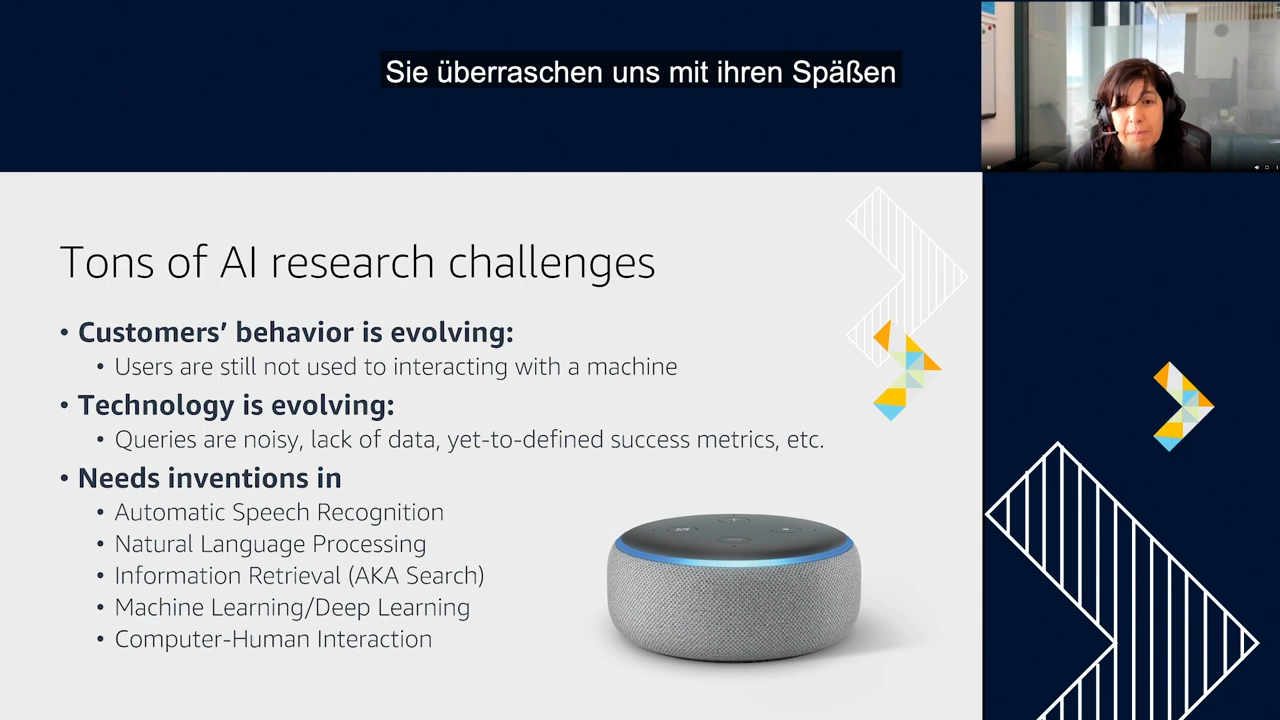 Sie überraschen uns mit ihren Späßen
Tons of AI research challenges
• Customers’ behavior is evolving:
• Users are still not used to interacting with a machine
• Technology is evolving:
• Queries are noisy, lack of data, yet-to-defined success metrics, etc.
• Needs inventions in
• Automatic Speech Recognition
• Natural Language Processing
• Information Retrieval (AKA Search)
• Machine Learning/Deep Learning
• Computer-Human Interaction